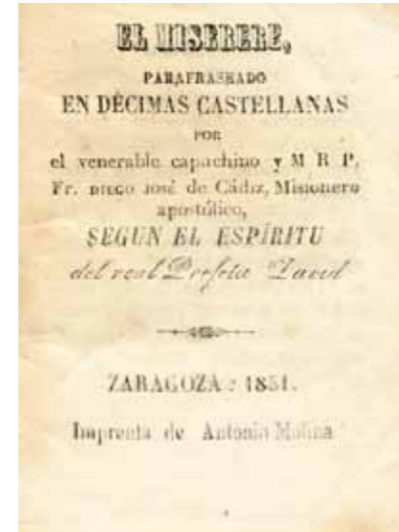 EL MISERERE,
PARAFRASEADO
EN DÉCIMAS CASTELLANAS
POR
el venerable capuchino y M R P,
Fr. DIEGO José de Cádiz, Misionero
apostólico,
SEGUN EL ESPÍRITU
del real Profeta David
ZARAGOZA: 1851.
Imprenta de Antonio Molina